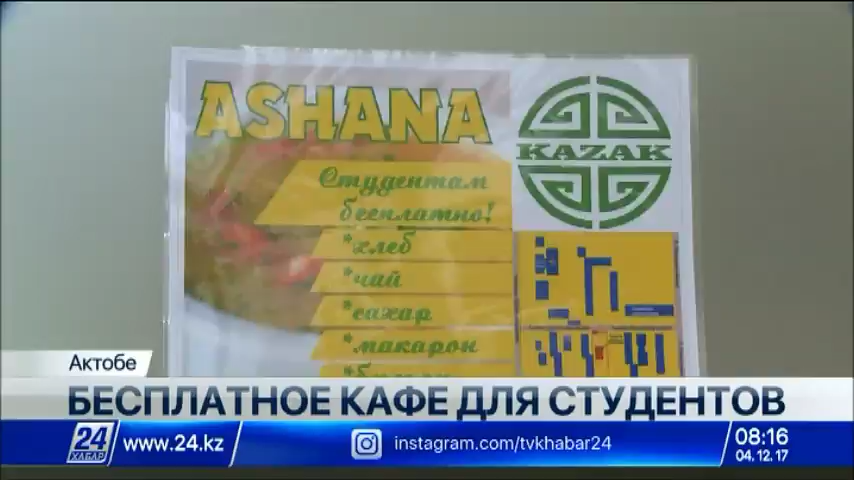 ASHANA
KAZAK
Студентам
бесплатно!
*хлеб
*чай
*сахар
*макарон
Актобе
БЕСПЛАТНОЕ КАФЕ ДЛЯ СТУДЕНТОВ
24
ХАБАР
www.24.kz
instagram.com/tvkhabar24
08:16
04.12.17